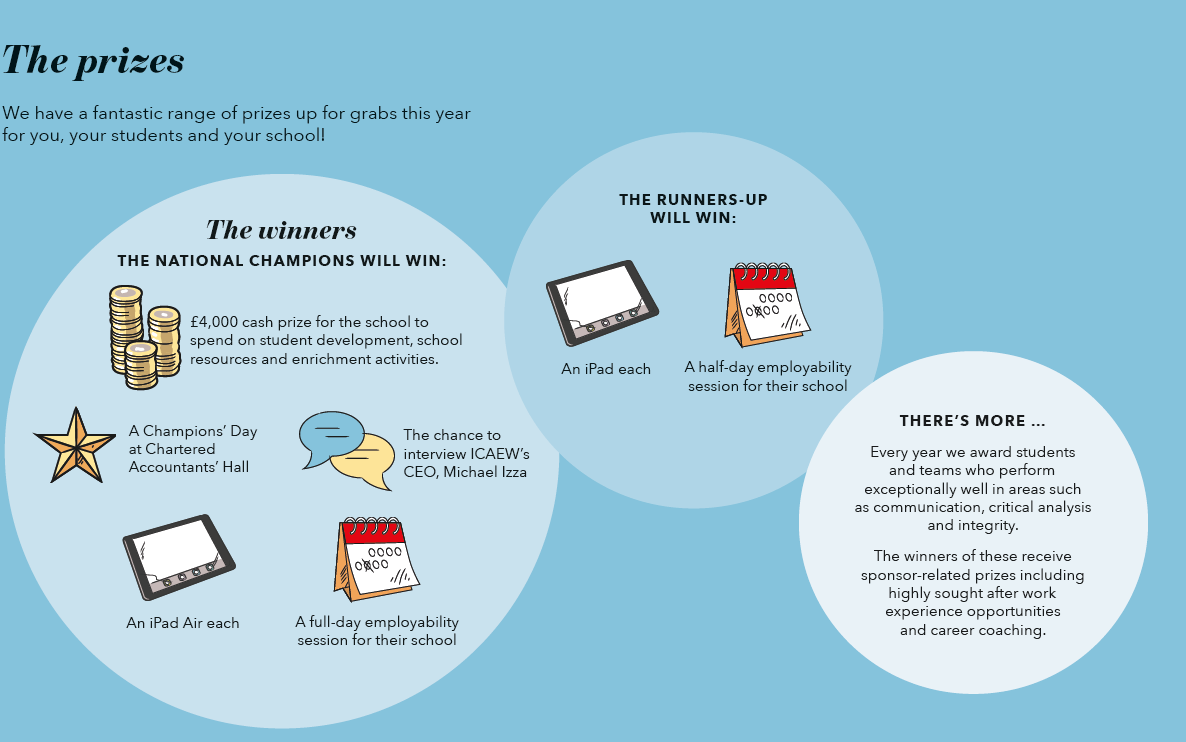 The prizes
We have a fantastic range of prizes up for grabs this year
for you, your students and your school!
The winners
THE NATIONAL CHAMPIONS WILL WIN:
£4,000 cash prize for the school to
spend on student development, school
resources and enrichment activities.
A Champions’ Day
at Chartered
Accountants’ Hall
The chance to
interview ICAEW’s
CEO, Michael Izza
An iPad Air each
A full-day employability
session for their school
THE RUNNERS-UP
WILL WIN:
An iPad each
A half-day employability
session for their school
THERE’S MORE ...
Every year we award students
and teams who perform
exceptionally well in areas such
as communication, critical analysis
and integrity.
The winners of these receive
sponsor-related prizes including
highly sought after work
experience opportunities
and career coaching.